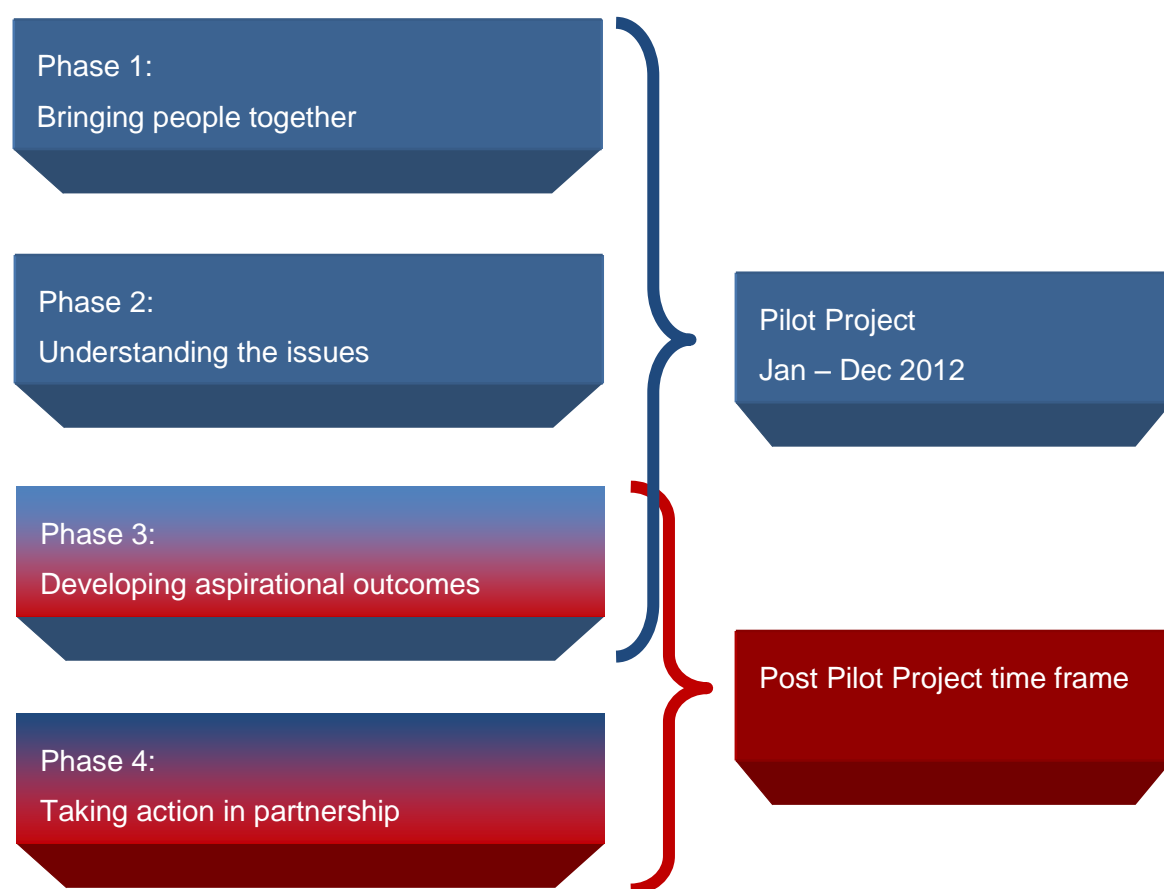 Phase 1:
Bringing people together
Phase 2:
Understanding the issues
Pilot Project
Jan – Dec 2012
Phase 3:
Developing aspirational outcomes
Post Pilot Project time frame
Phase 4:
Taking action in partnership